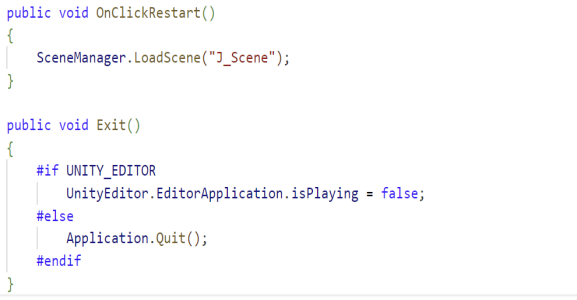 public void OnClickRestart()
{
    SceneManager.LoadScene("J_Scene");
}

public void Exit()
{
    #if UNITY_EDITOR
        UnityEditor.EditorApplication.isPlaying = false;
    #else
        Application.Quit();
    #endif
}